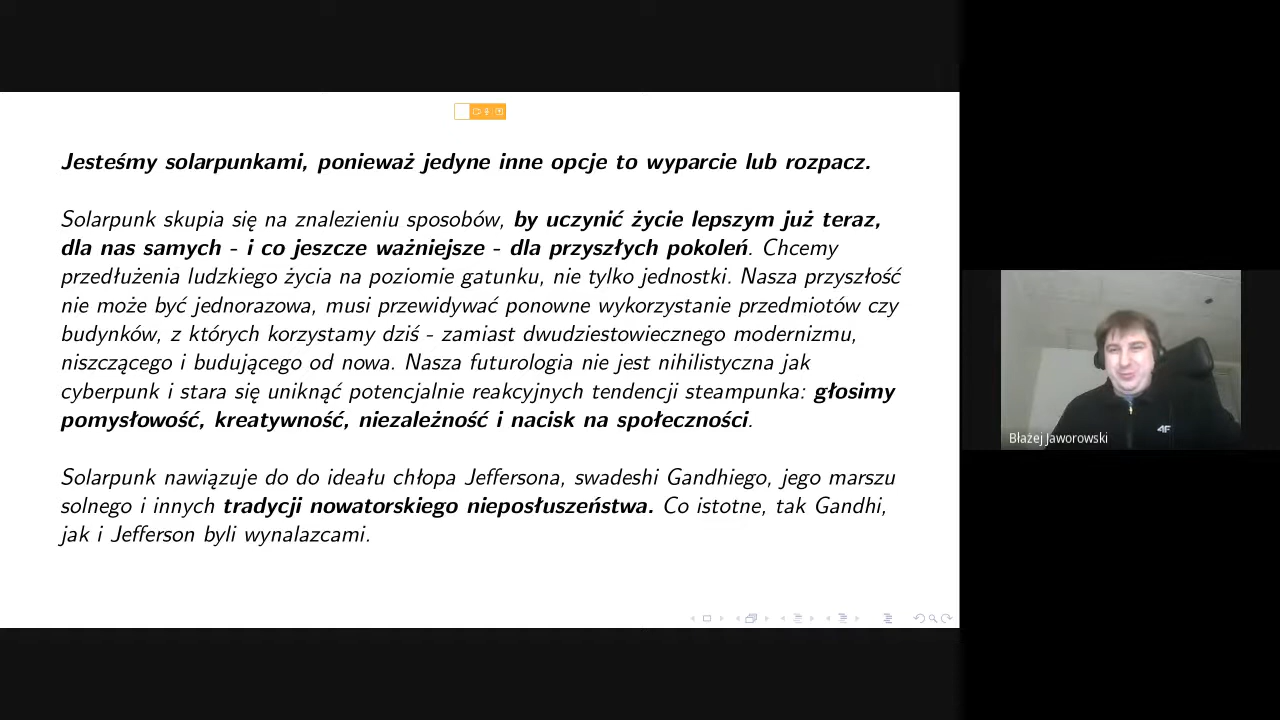 Jesteśmy solarpunkami, ponieważ jedyne inne opcje to wyparcie lub rozpacz.
Solarpunk skupia się na znalezieniu sposobów, by uczynić życie lepszym już teraz,
dla nas samych - i co jeszcze ważniejsze - dla przyszłych pokoleń. Chcemy
przedłużenia ludzkiego życia na poziomie gatunku, nie tylko jednostki. Nasza przyszłość
nie może być jednorazowa, musi przewidywać ponowne wykorzystanie przedmiotów czy
budynków, z których korzystamy dziś - zamiast dwudziestowiecznego modernizmu,
niszczącego i budującego od nowa. Nasza futurologia nie jest nihilistyczna jak
cyberpunk i stara się uniknąć potencjalnie reakcyjnych tendencji steampunka: głosimy
pomysłowość, kreatywność, niezależność i nacisk na społeczności.
Solarpunk nawiązuje do do ideału chłopa Jeffersona, swadeshi Gandhiego, jego marszu
solnego i innych tradycji nowatorskiego nieposłuszeństwa. Co istotne, tak Gandhi,
jak i Jefferson byli wynalazcami.
4F
Błażej Jaworowski